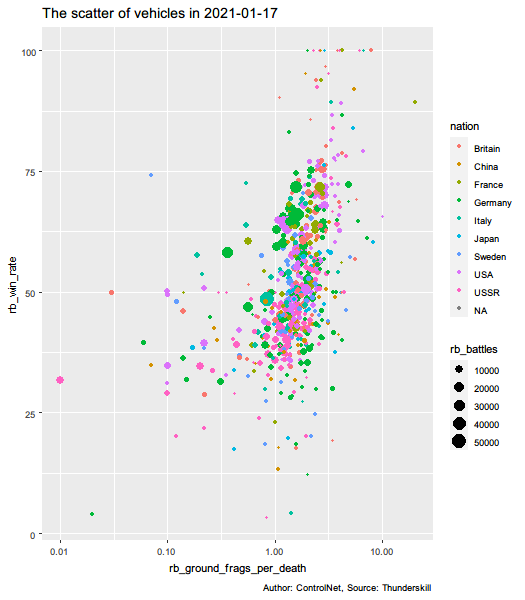 The scatter of vehicles in 2021-01-17
rb_win_rate
100
75
50
25
0
0.01 0.10 1.00 10.00
rb_ground_frags_per_death
nation
Britain
China
France
Germany
Italy
Japan
Sweden
USA
USSR
NA
rb_battles
10000
20000
30000
40000
50000
Author: ControlNet, Source: Thunderskill